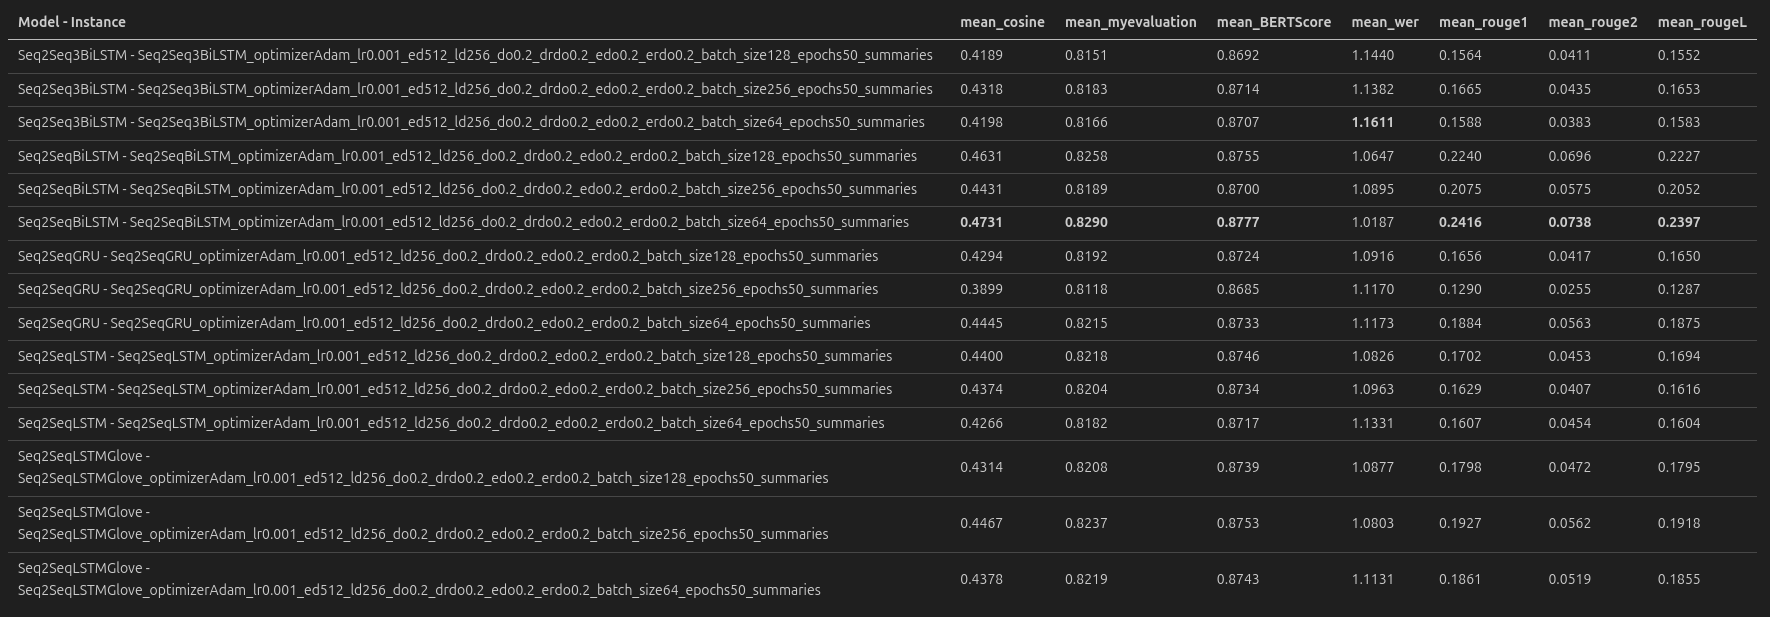 Model - Instance mean_cosine mean_myevaluation mean_BERTScore mean_wer mean_rouge1 mean_rouge2 mean_rougeL
Seq2Seq3BiLSTM - Seq2Seq3BiLSTM_optimizerAdam_lr0.001_ed512_ld256_do0.2_drdo0.2_edo0.2_erdo0.2_batch_size128_epochs50_summaries 0.4189 0.8151 0.8692 1.1440 0.1564 0.0411 0.1552
Seq2Seq3BiLSTM - Seq2Seq3BiLSTM_optimizerAdam_lr0.001_ed512_ld256_do0.2_drdo0.2_edo0.2_erdo0.2_batch_size256_epochs50_summaries 0.4318 0.8183 0.8714 1.1382 0.1665 0.0435 0.1653
Seq2Seq3BiLSTM - Seq2Seq3BiLSTM_optimizerAdam_lr0.001_ed512_ld256_do0.2_drdo0.2_edo0.2_erdo0.2_batch_size64_epochs50_summaries 0.4198 0.8166 0.8707 1.1611 0.1588 0.0383 0.1583
Seq2SeqBiLSTM - Seq2SeqBiLSTM_optimizerAdam_lr0.001_ed512_ld256_do0.2_drdo0.2_edo0.2_erdo0.2_batch_size128_epochs50_summaries 0.4631 0.8258 0.8755 1.0647 0.2240 0.0696 0.2227
Seq2SeqBiLSTM - Seq2SeqBiLSTM_optimizerAdam_lr0.001_ed512_ld256_do0.2_drdo0.2_edo0.2_erdo0.2_batch_size256_epochs50_summaries 0.4431 0.8189 0.8700 1.0895 0.2075 0.0575 0.2052
Seq2SeqBiLSTM - Seq2SeqBiLSTM_optimizerAdam_lr0.001_ed512_ld256_do0.2_drdo0.2_edo0.2_erdo0.2_batch_size64_epochs50_summaries 0.4731 0.8290 0.8777 1.0187 0.2416 0.0738 0.2397
Seq2SeqGRU - Seq2SeqGRU_optimizerAdam_lr0.001_ed512_ld256_do0.2_drdo0.2_edo0.2_erdo0.2_batch_size128_epochs50_summaries 0.4294 0.8192 0.8724 1.0916 0.1656 0.0417 0.1650
Seq2SeqGRU - Seq2SeqGRU_optimizerAdam_lr0.001_ed512_ld256_do0.2_drdo0.2_edo0.2_erdo0.2_batch_size256_epochs50_summaries 0.3899 0.8118 0.8685 1.1170 0.1290 0.0255 0.1287
Seq2SeqGRU - Seq2SeqGRU_optimizerAdam_lr0.001_ed512_ld256_do0.2_drdo0.2_edo0.2_erdo0.2_batch_size64_epochs50_summaries 0.4445 0.8215 0.8733 1.1173 0.1884 0.0563 0.1875
Seq2SeqLSTM - Seq2SeqLSTM_optimizerAdam_lr0.001_ed512_ld256_do0.2_drdo0.2_edo0.2_erdo0.2_batch_size128_epochs50_summaries 0.4400 0.8218 0.8746 1.0826 0.1702 0.0453 0.1694
Seq2SeqLSTM - Seq2SeqLSTM_optimizerAdam_lr0.001_ed512_ld256_do0.2_drdo0.2_edo0.2_erdo0.2_batch_size256_epochs50_summaries 0.4374 0.8204 0.8734 1.0963 0.1629 0.0407 0.1616
Seq2SeqLSTM - Seq2SeqLSTM_optimizerAdam_lr0.001_ed512_ld256_do0.2_drdo0.2_edo0.2_erdo0.2_batch_size64_epochs50_summaries 0.4266 0.8182 0.8717 1.1331 0.1607 0.0454 0.1604
Seq2SeqLSTMGlove -
Seq2SeqLSTMGlove_optimizerAdam_lr0.001_ed512_ld256_do0.2_drdo0.2_edo0.2_erdo0.2_batch_size128_epochs50_summaries 0.4314 0.8208 0.8739 1.0877 0.1798 0.0472 0.1795
Seq2SeqLSTMGlove -
Seq2SeqLSTMGlove_optimizerAdam_lr0.001_ed512_ld256_do0.2_drdo0.2_edo0.2_erdo0.2_batch_size256_epochs50_summaries 0.4467 0.8237 0.8753 1.0803 0.1927 0.0562 0.1918
Seq2SeqLSTMGlove -
Seq2SeqLSTMGlove_optimizerAdam_lr0.001_ed512_ld256_do0.2_drdo0.2_edo0.2_erdo0.2_batch_size64_epochs50_summaries 0.4378 0.8219 0.8743 1.1131 0.1861 0.0519 0.1855